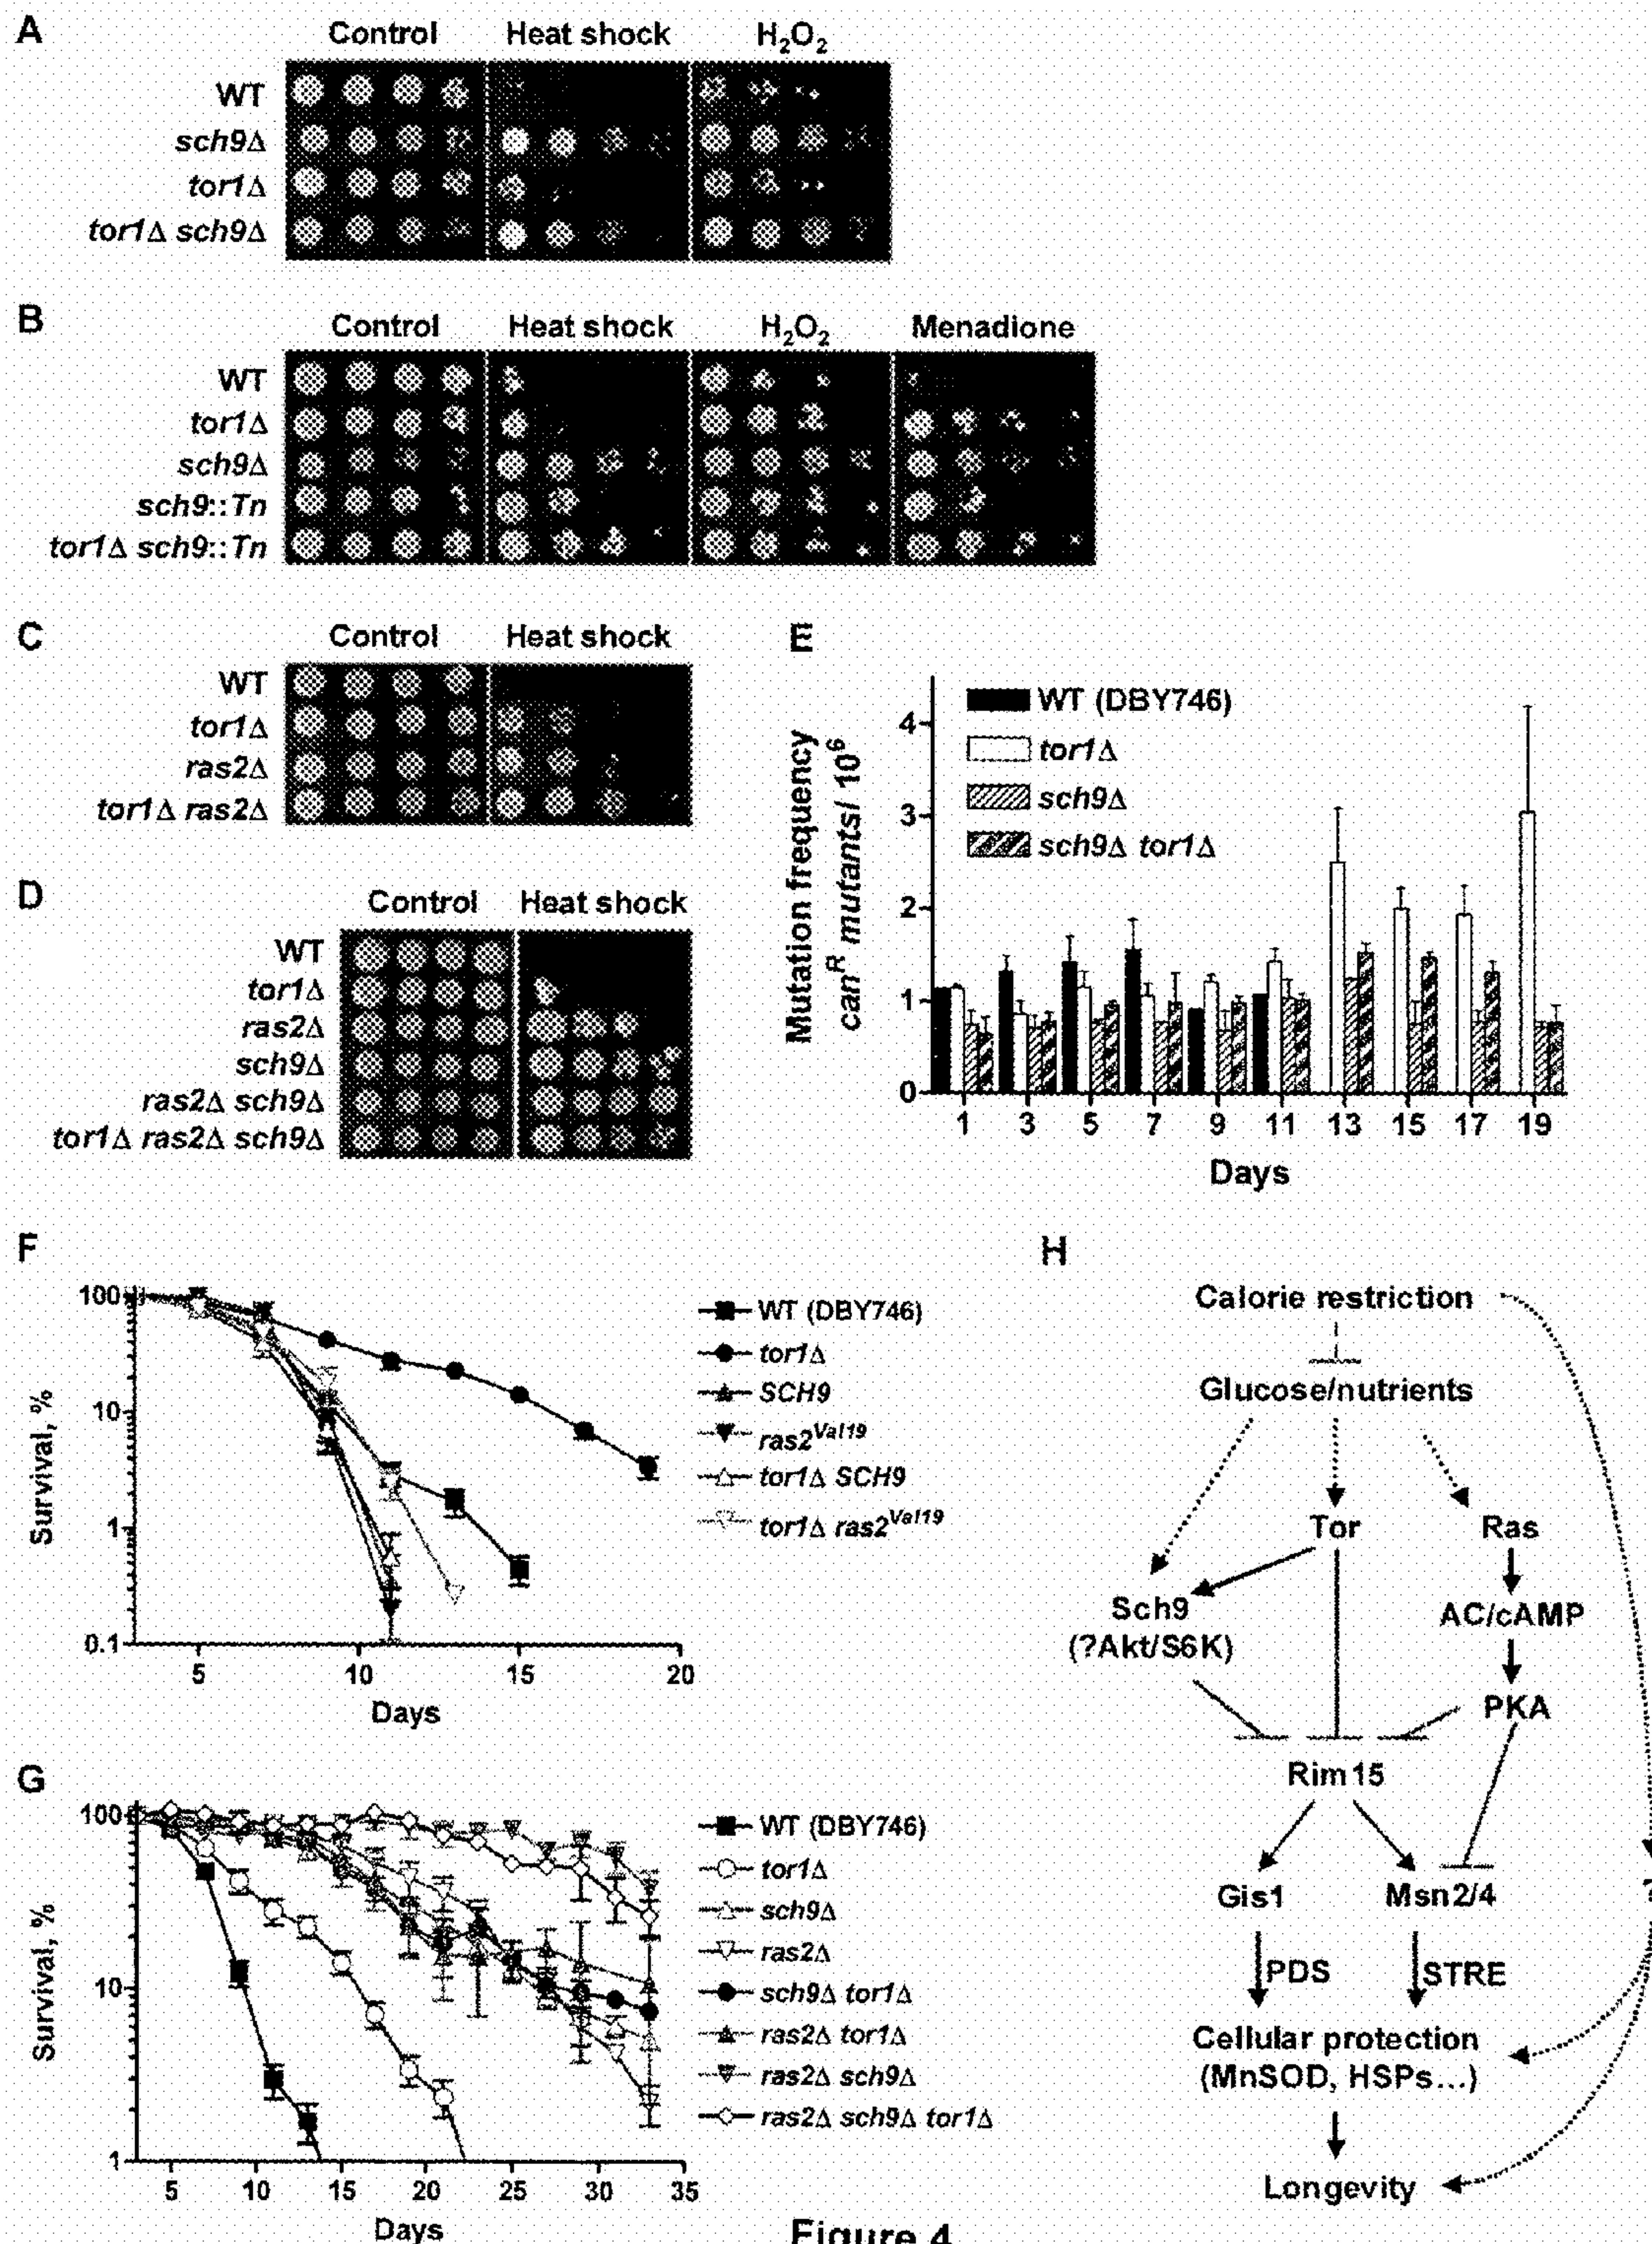 A
Control Heat shock H₂O₂
WT
sch9Δ
tor1Δ
tor1Δ sch9Δ
B
Control Heat shock H₂O₂ Menadione
WT
tor1Δ
sch9Δ
sch9::Tn
tor1Δ sch9::Tn
C
Control Heat shock
WT
tor1Δ
ras2Δ
tor1Δ ras2Δ
D
Control Heat shock
WT
tor1Δ
ras2Δ
sch9Δ
ras2Δ sch9Δ
tor1Δ ras2Δ sch9Δ
E
Mutation frequency
canᴿ mutants/ 10⁶
WT (DBY746)
tor1Δ
sch9Δ
sch9Δ tor1Δ
4
3
2
1
0
1 3 5 7 9 11 13 15 17 19
Days
F
Survival, %
100
10
1
0.1
5 10 15 20
Days
WT (DBY746)
tor1Δ
SCH9
ras2ⱽᵃˡ¹⁹
tor1Δ SCH9
tor1Δ ras2ⱽᵃˡ¹⁹
G
Survival, %
100
10
1
5 10 15 20 25 30 35
Days
WT (DBY746)
tor1Δ
sch9Δ
ras2Δ
sch9Δ tor1Δ
ras2Δ tor1Δ
ras2Δ sch9Δ
ras2Δ sch9Δ tor1Δ
H
Calorie restriction
Glucose/nutrients
Tor Ras
Sch9
(?Akt/S6K)
AC/cAMP
PKA
Rim15
Gis1 Msn2/4
?
PDS STRE
Cellular protection
(MnSOD, HSPs...)
Longevity
Figure 4